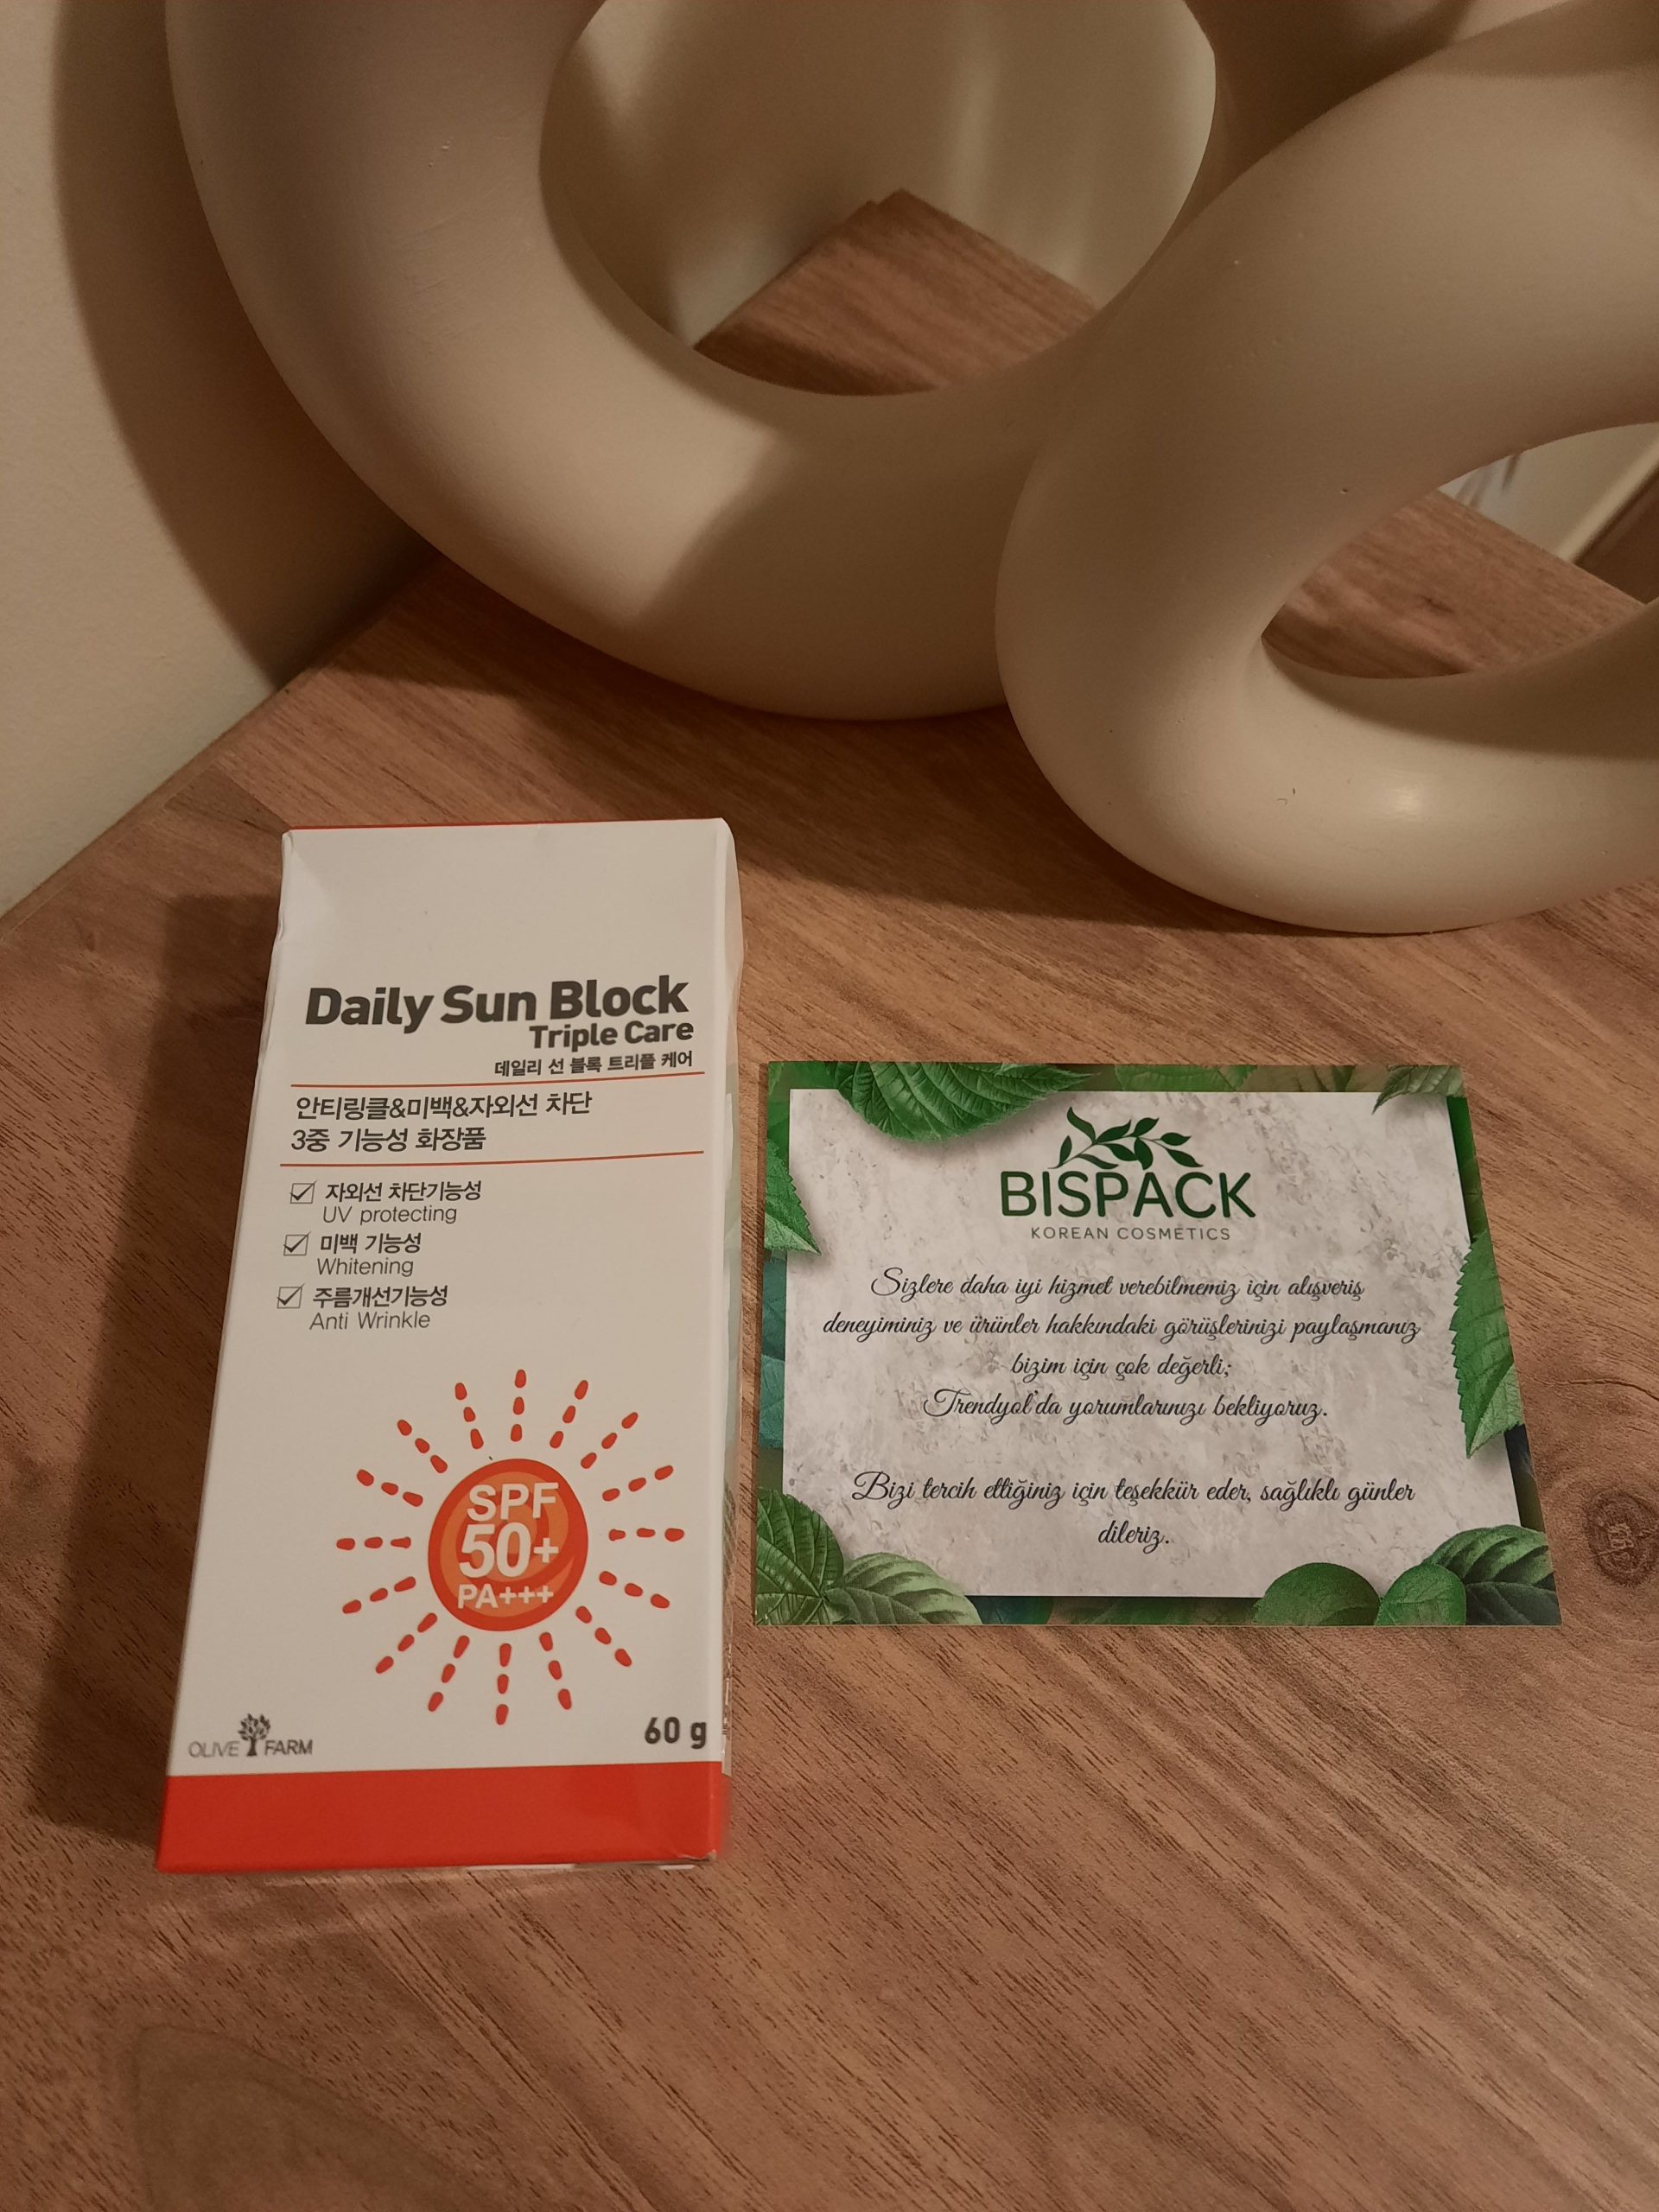 Daily Sun Block
Triple Care
데일리 선 블록 트리플 케어
안티링클&미백&자외선 차단
3중 기능성 화장품
자외선 차단기능성
UV protecting
미백 기능성
Whitening
주름개선기능성
Anti Wrinkle
SPF
50+
PA+++
OLIVE FARM
60 g
BISPACK
KOREAN COSMETICS
Sizlere daha iyi hizmet verebilmemiz için alışveriş
deneyiminiz ve ürünler hakkındaki görüşlerinizi paylaşmanız
bizim için çok değerli;
Trendyol'da yorumlarınızı bekliyoruz.
Bizi tercih ettiğiniz için teşekkür eder, sağlıklı günler
dileriz.